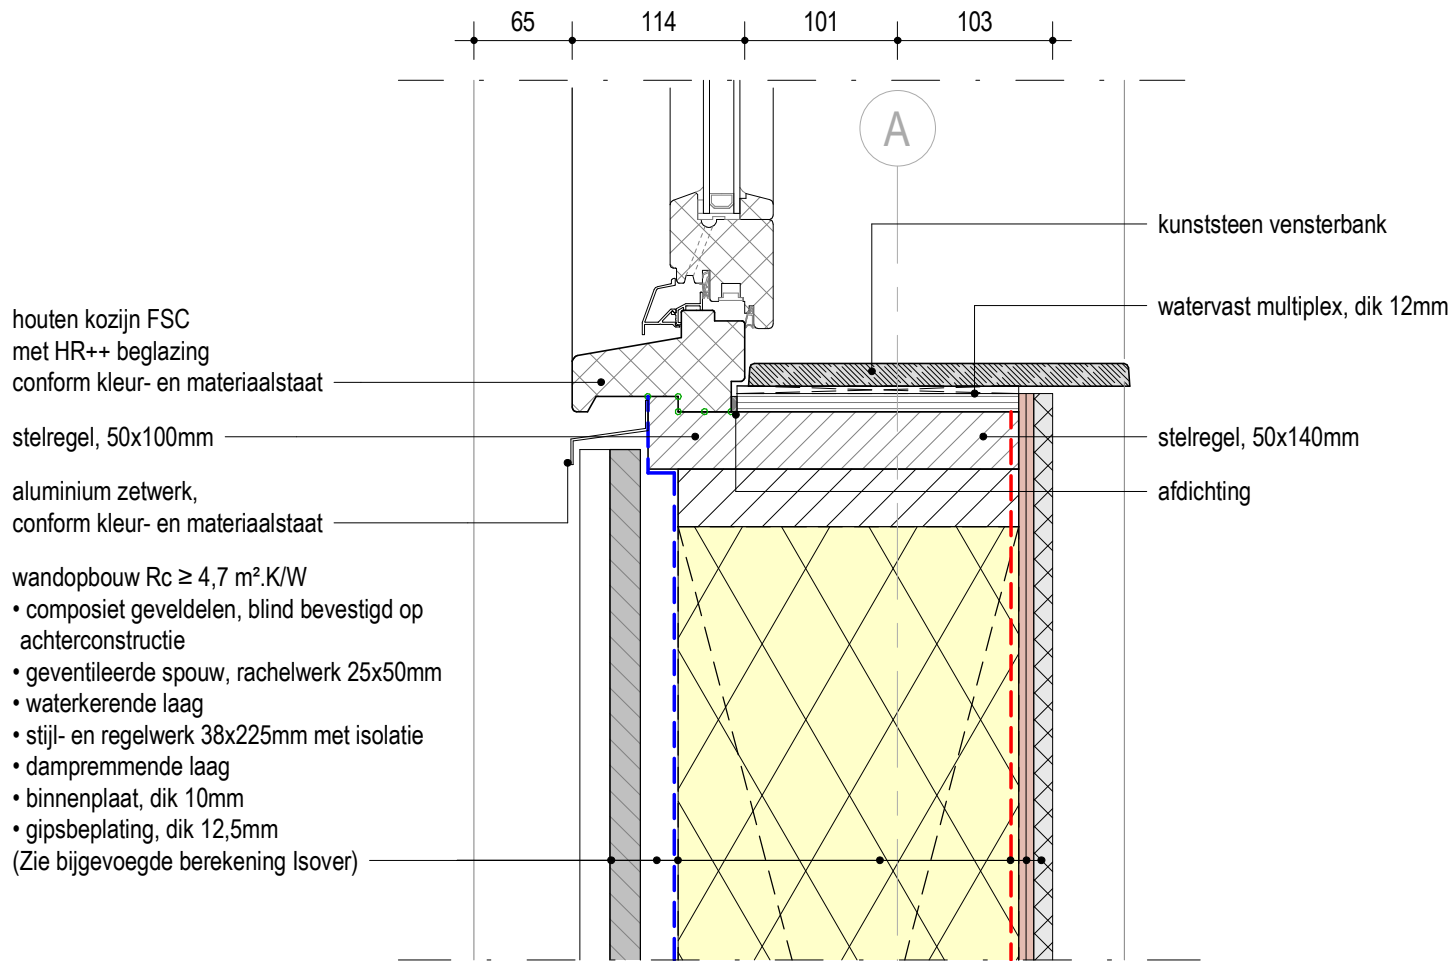 65
114
101
103
A
kunststeen vensterbank
watervast multiplex, dik 12mm
houten kozijn FSC
met HR++ beglazing
conform kleur- en materiaalstaat
stelregel, 50x100mm
stelregel, 50x140mm
aluminium zetwerk,
conform kleur- en materiaalstaat
afdichting
wandopbouw Rc ≥ 4,7 m².K/W
• composiet geveldelen, blind bevestigd op
achterconstructie
• geventileerde spouw, rachelwerk 25x50mm
• waterkerende laag
• stijl- en regelwerk 38x225mm met isolatie
• dampremmende laag
• binnenplaat, dik 10mm
• gipsbeplating, dik 12,5mm
(Zie bijgevoegde berekening Isover)